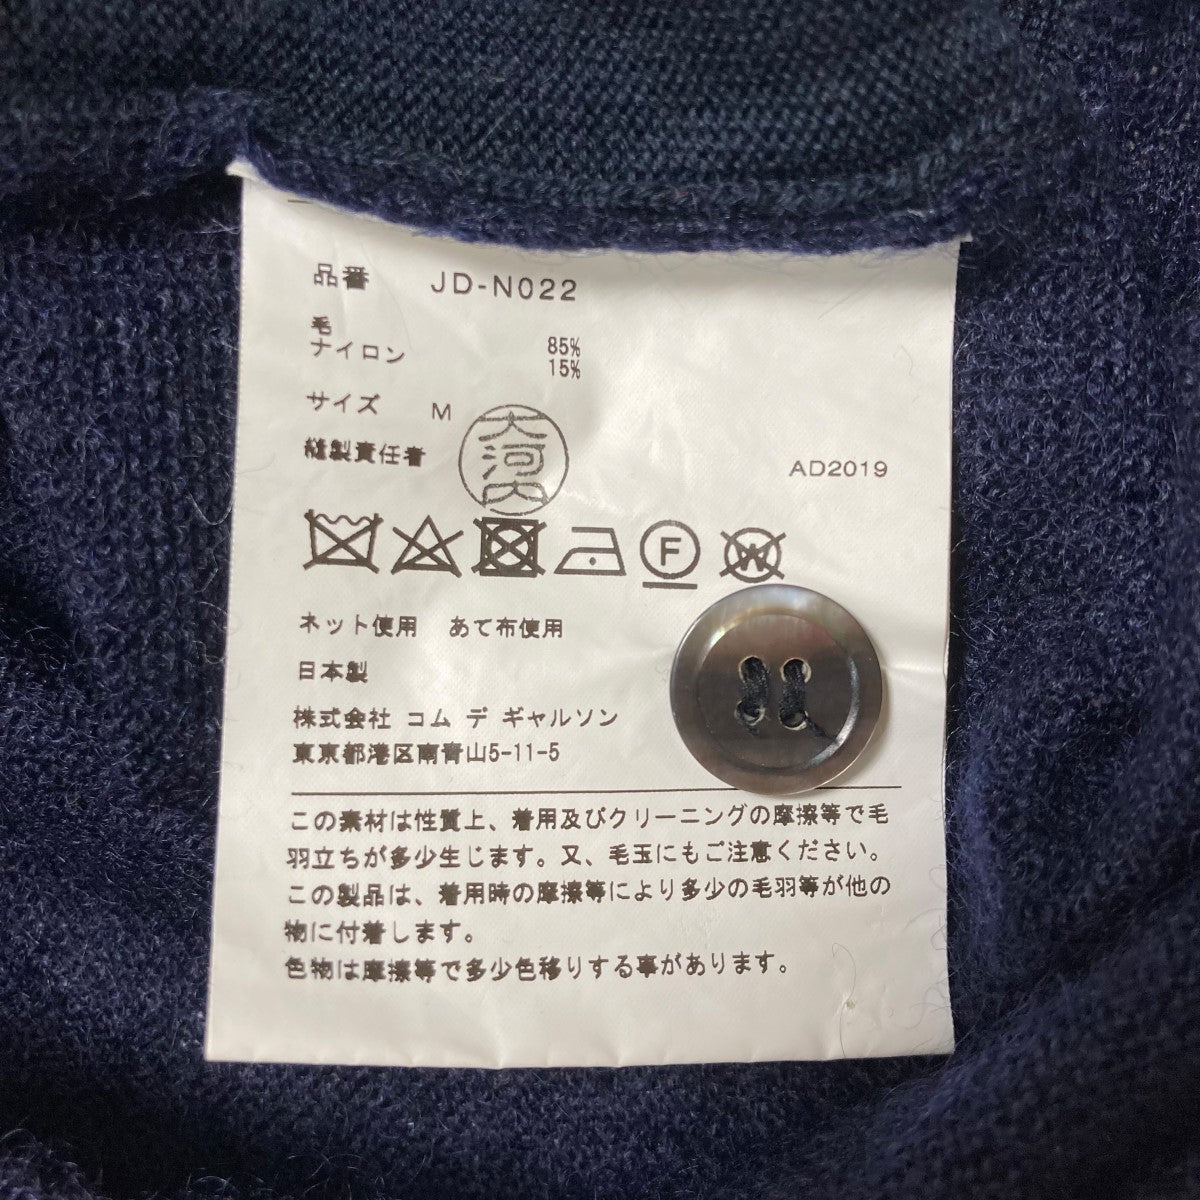 品番 JD-N022
毛 85%
ナイロン 15%
サイズ M
縫製責任者 大河内
AD2019
F W
ネット使用 あて布使用
日本製
株式会社 コム デ ギャルソン
東京都港区南青山5-11-5
この素材は性質上、着用及びクリーニングの摩擦等で毛
羽立ちが多少生じます。又、毛玉にもご注意ください。
この製品は、着用時の摩擦等により多少の毛羽等が他の
物に付着します。
色物は摩擦等で多少色移りする事があります。